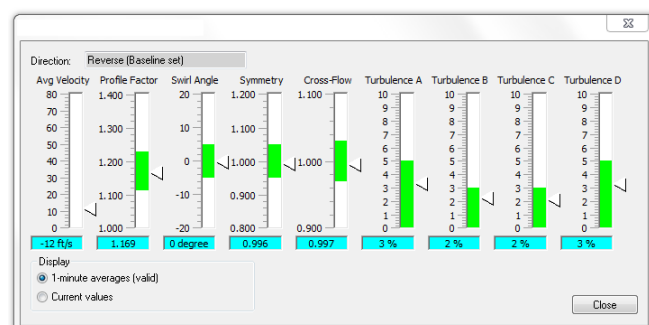 Direction: Reverse (Baseline set)
Avg Velocity Profile Factor Swirl Angle Symmetry Cross-Flow Turbulence A Turbulence B Turbulence C Turbulence D
80 1.400 20 1.200 1.100 10 10 10 10
9 9 9 9
70
8 8 8 8
60 1.300 10 1.100
7 7 7 7
50
6 6 6 6
40 1.200 0 1.000 1.000 5 5 5 5
30
4 4 4 4
3 3 3 3
20 1.100 -10 0.900
2 2 2 2
10
1 1 1 1
0 1.000 -20 0.800 0.900 0 0 0 0
-12 ft/s 1.169 0 degree 0.996 0.997 3 % 2 % 2 % 3 %
Display
1-minute averages (valid)
Current values
Close